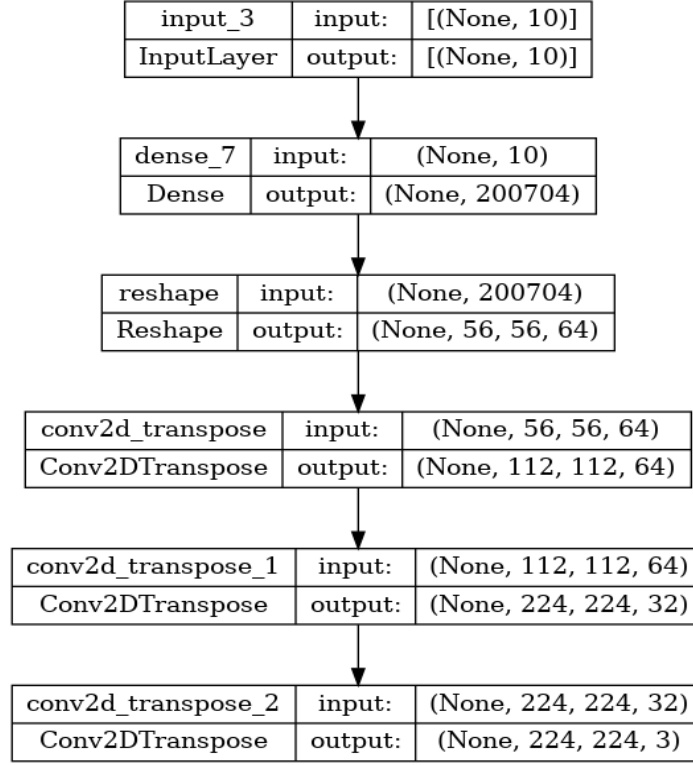 input_3 input: [(None, 10)]
InputLayer output: [(None, 10)]
dense_7 input: (None, 10)
Dense output: (None, 200704)
reshape input: (None, 200704)
Reshape output: (None, 56, 56, 64)
conv2d_transpose input: (None, 56, 56, 64)
Conv2DTranspose output: (None, 112, 112, 64)
conv2d_transpose_1 input: (None, 112, 112, 64)
Conv2DTranspose output: (None, 224, 224, 32)
conv2d_transpose_2 input: (None, 224, 224, 32)
Conv2DTranspose output: (None, 224, 224, 3)